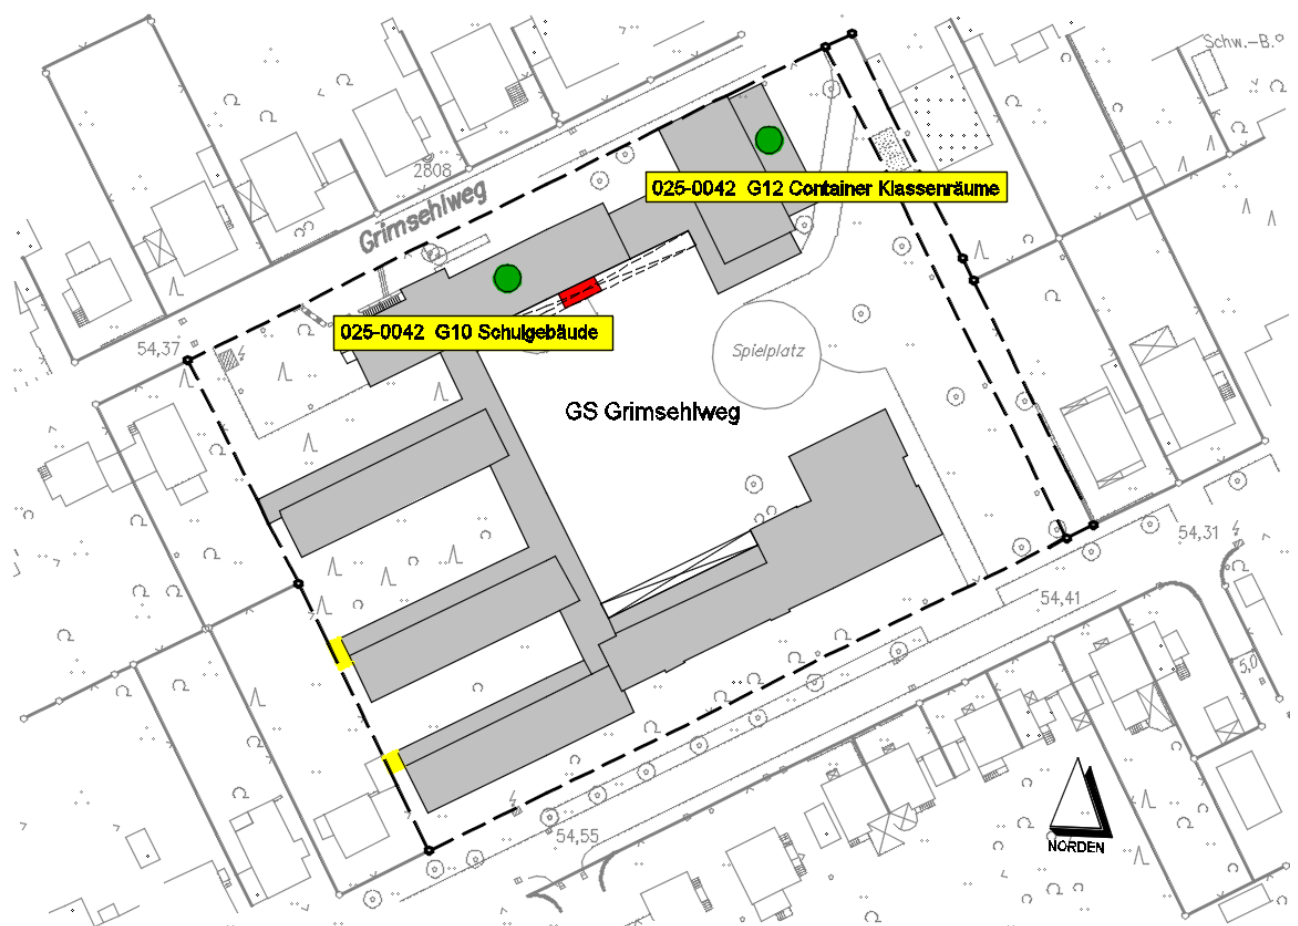 Schw.-B.
2808
025-0042 G12 Container Klassenräume
Grimsehlweg
025-0042 G10 Schulgebäude
54,37
Spielplatz
GS Grimsehlweg
54,31
54,41
5,0
54,55
NORDEN